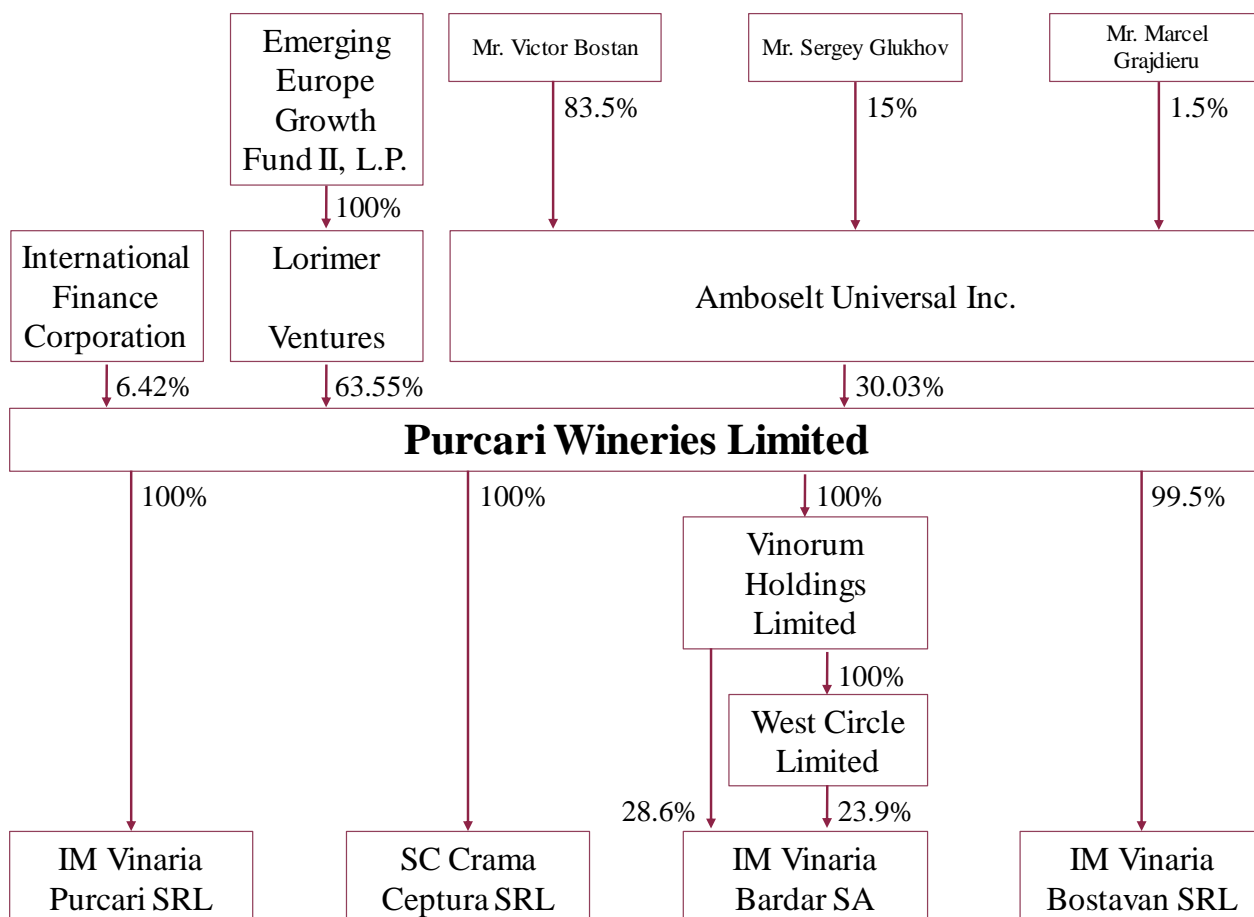 Emerging
Europe
Growth
Fund II, L.P.
Mr. Victor Bostan
Mr. Sergey Glukhov
Mr. Marcel
Grajdieru
83.5%
15%
1.5%
100%
International
Finance
Corporation
Lorimer
Ventures
Amboselt Universal Inc.
6.42%
63.55%
30.03%
Purcari Wineries Limited
100%
100%
100%
99.5%
Vinorum
Holdings
Limited
100%
West Circle
Limited
28.6%
23.9%
IM Vinaria
Purcari SRL
SC Crama
Ceptura SRL
IM Vinaria
Bardar SA
IM Vinaria
Bostavan SRL